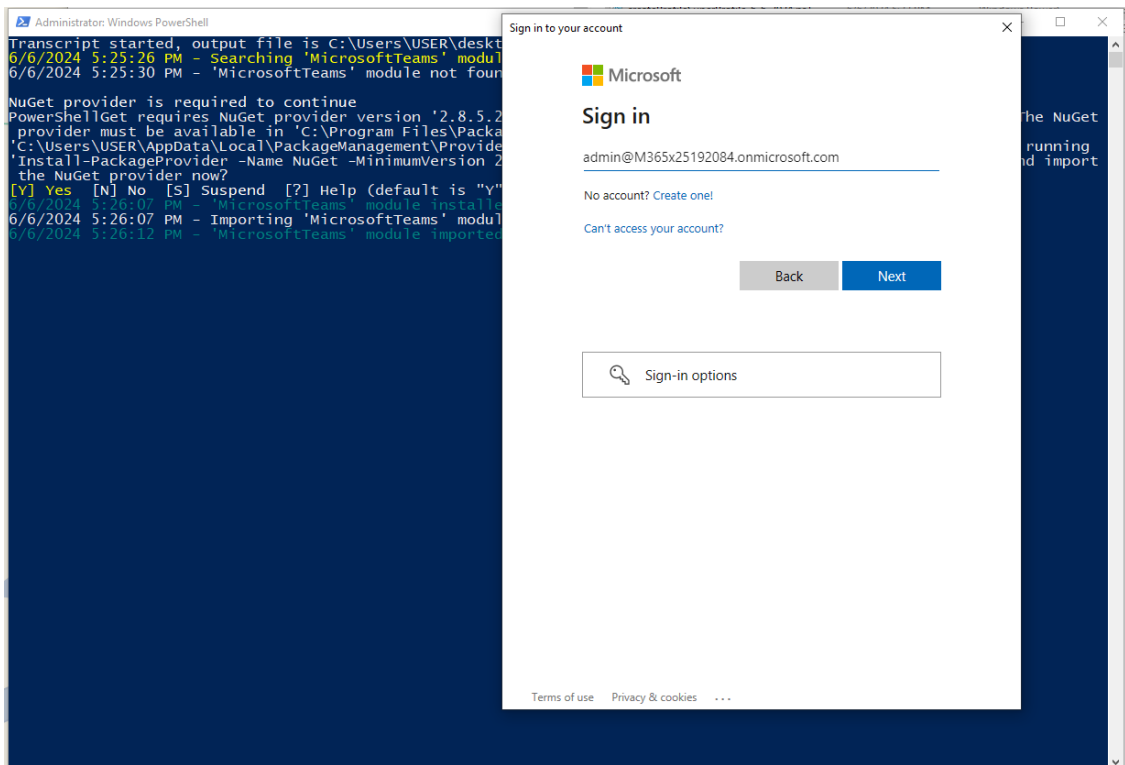 Administrator: Windows PowerShell
Transcript started, output file is C:\Users\USER\deskt
6/6/2024 5:25:26 PM - Searching 'MicrosoftTeams' modul
6/6/2024 5:25:30 PM - 'MicrosoftTeams' module not foun
NuGet provider is required to continue
PowerShellGet requires NuGet provider version '2.8.5.2 The NuGet
provider must be available in 'C:\Program Files\Packa
'C:\Users\USER\AppData\Local\PackageManagement\Provide running
'Install-PackageProvider -Name NuGet -MinimumVersion 2 nd import
the NuGet provider now?
[Y] Yes [N] No [S] Suspend [?] Help (default is "Y"
6/6/2024 5:26:07 PM - 'MicrosoftTeams' module installe
6/6/2024 5:26:07 PM - Importing 'MicrosoftTeams' modul
6/6/2024 5:26:12 PM - 'MicrosoftTeams' module imported
Sign in to your account
Microsoft
Sign in
admin@M365x25192084.onmicrosoft.com
No account? Create one!
Can't access your account?
Back
Next
Sign-in options
Terms of use Privacy & cookies ...